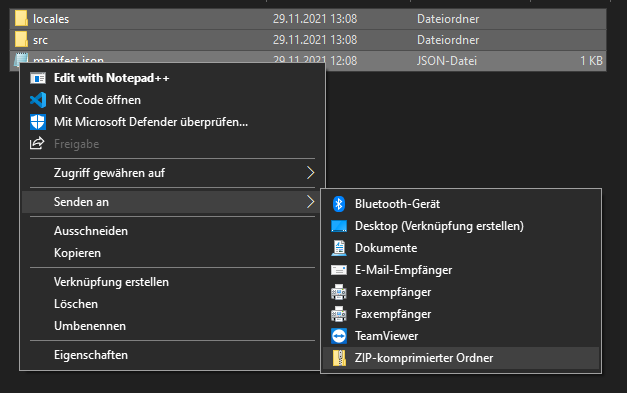 locales 29.11.2021 13:08 Dateiordner
src 29.11.2021 13:08 Dateiordner
manifest.json 29.11.2021 12:08 JSON-Datei 1 KB
Edit with Notepad++
Mit Code öffnen
Mit Microsoft Defender überprüfen...
Freigabe
Zugriff gewähren auf
Senden an
Ausschneiden
Kopieren
Verknüpfung erstellen
Löschen
Umbenennen
Eigenschaften
Bluetooth-Gerät
Desktop (Verknüpfung erstellen)
Dokumente
E-Mail-Empfänger
Faxempfänger
Faxempfänger
TeamViewer
ZIP-komprimierter Ordner